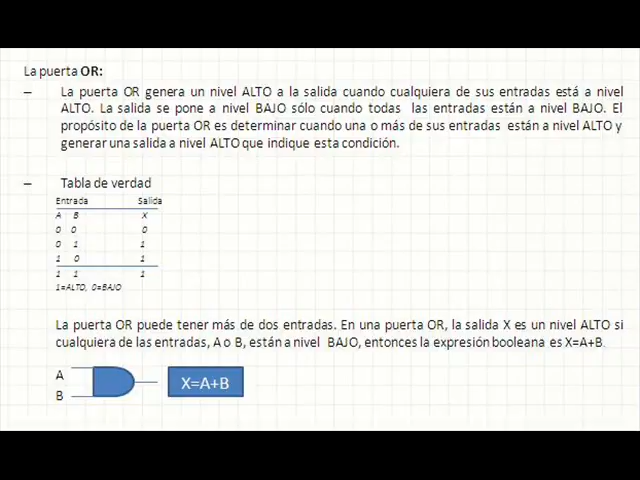 La puerta OR:
– La puerta OR genera un nivel ALTO a la salida cuando cualquiera de sus entradas está a nivel
ALTO. La salida se pone a nivel BAJO sólo cuando todas las entradas están a nivel BAJO. El
propósito de la puerta OR es determinar cuando una o más de sus entradas están a nivel ALTO y
generar una salida a nivel ALTO que indique esta condición.
– Tabla de verdad
Entrada Salida
A B X
0 0 0
0 1 1
1 0 1
1 1 1
1=ALTO, 0=BAJO
La puerta OR puede tener más de dos entradas. En una puerta OR, la salida X es un nivel ALTO si
cualquiera de las entradas, A o B, están a nivel BAJO, entonces la expresión booleana es X=A+B.
A
B
X=A+B